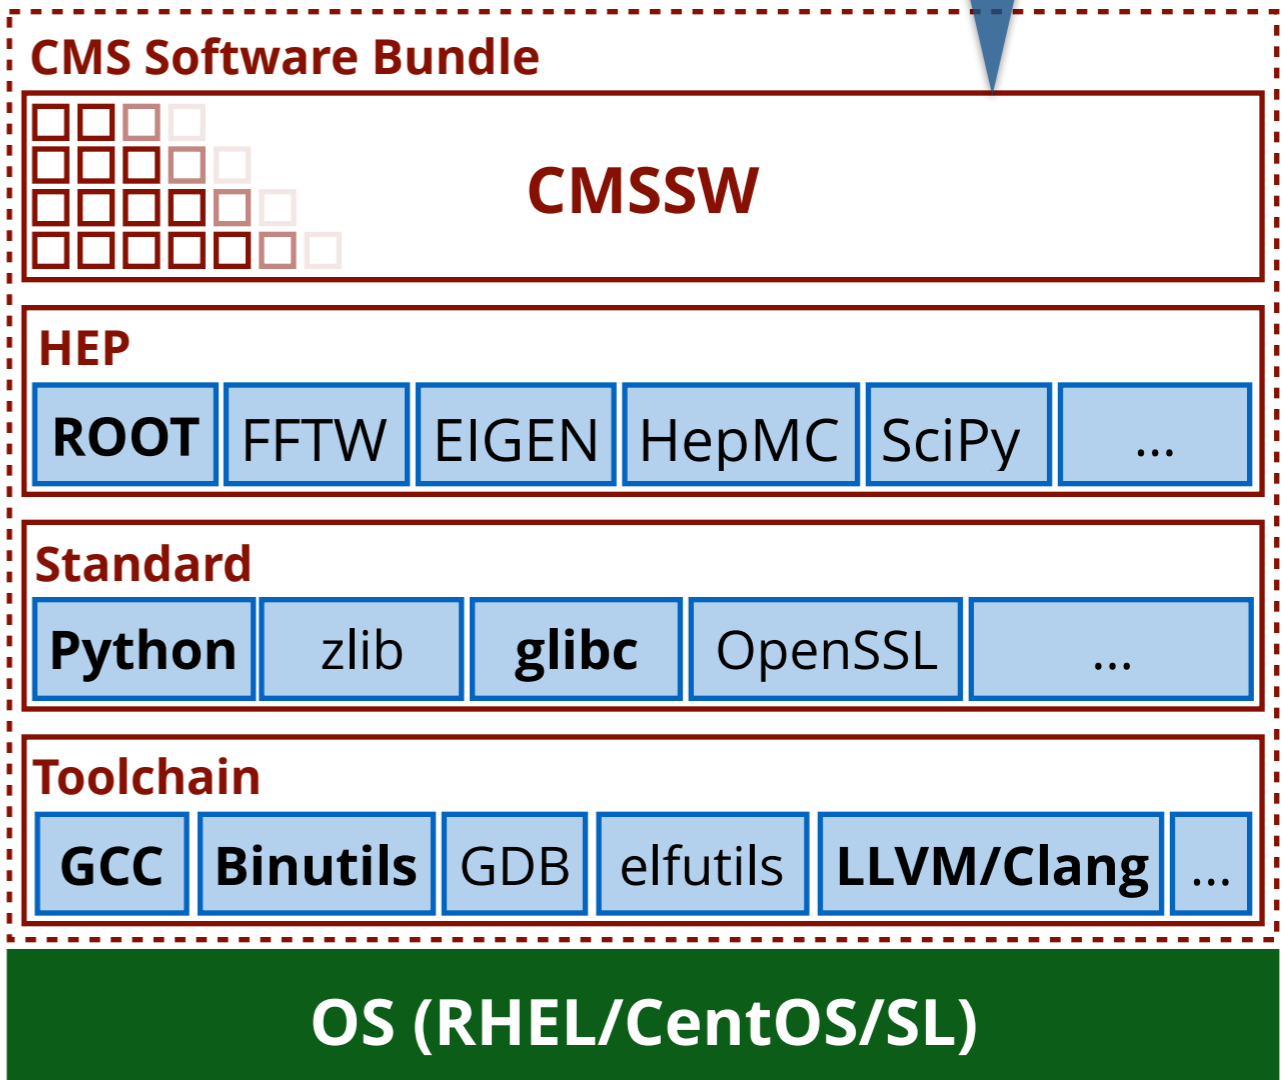 CMS Software Bundle
CMSSW
HEP
ROOT FFTW EIGEN HepMC SciPy ...
Standard
Python zlib glibc OpenSSL ...
Toolchain
GCC Binutils GDB elfutils LLVM/Clang ...
OS (RHEL/CentOS/SL)